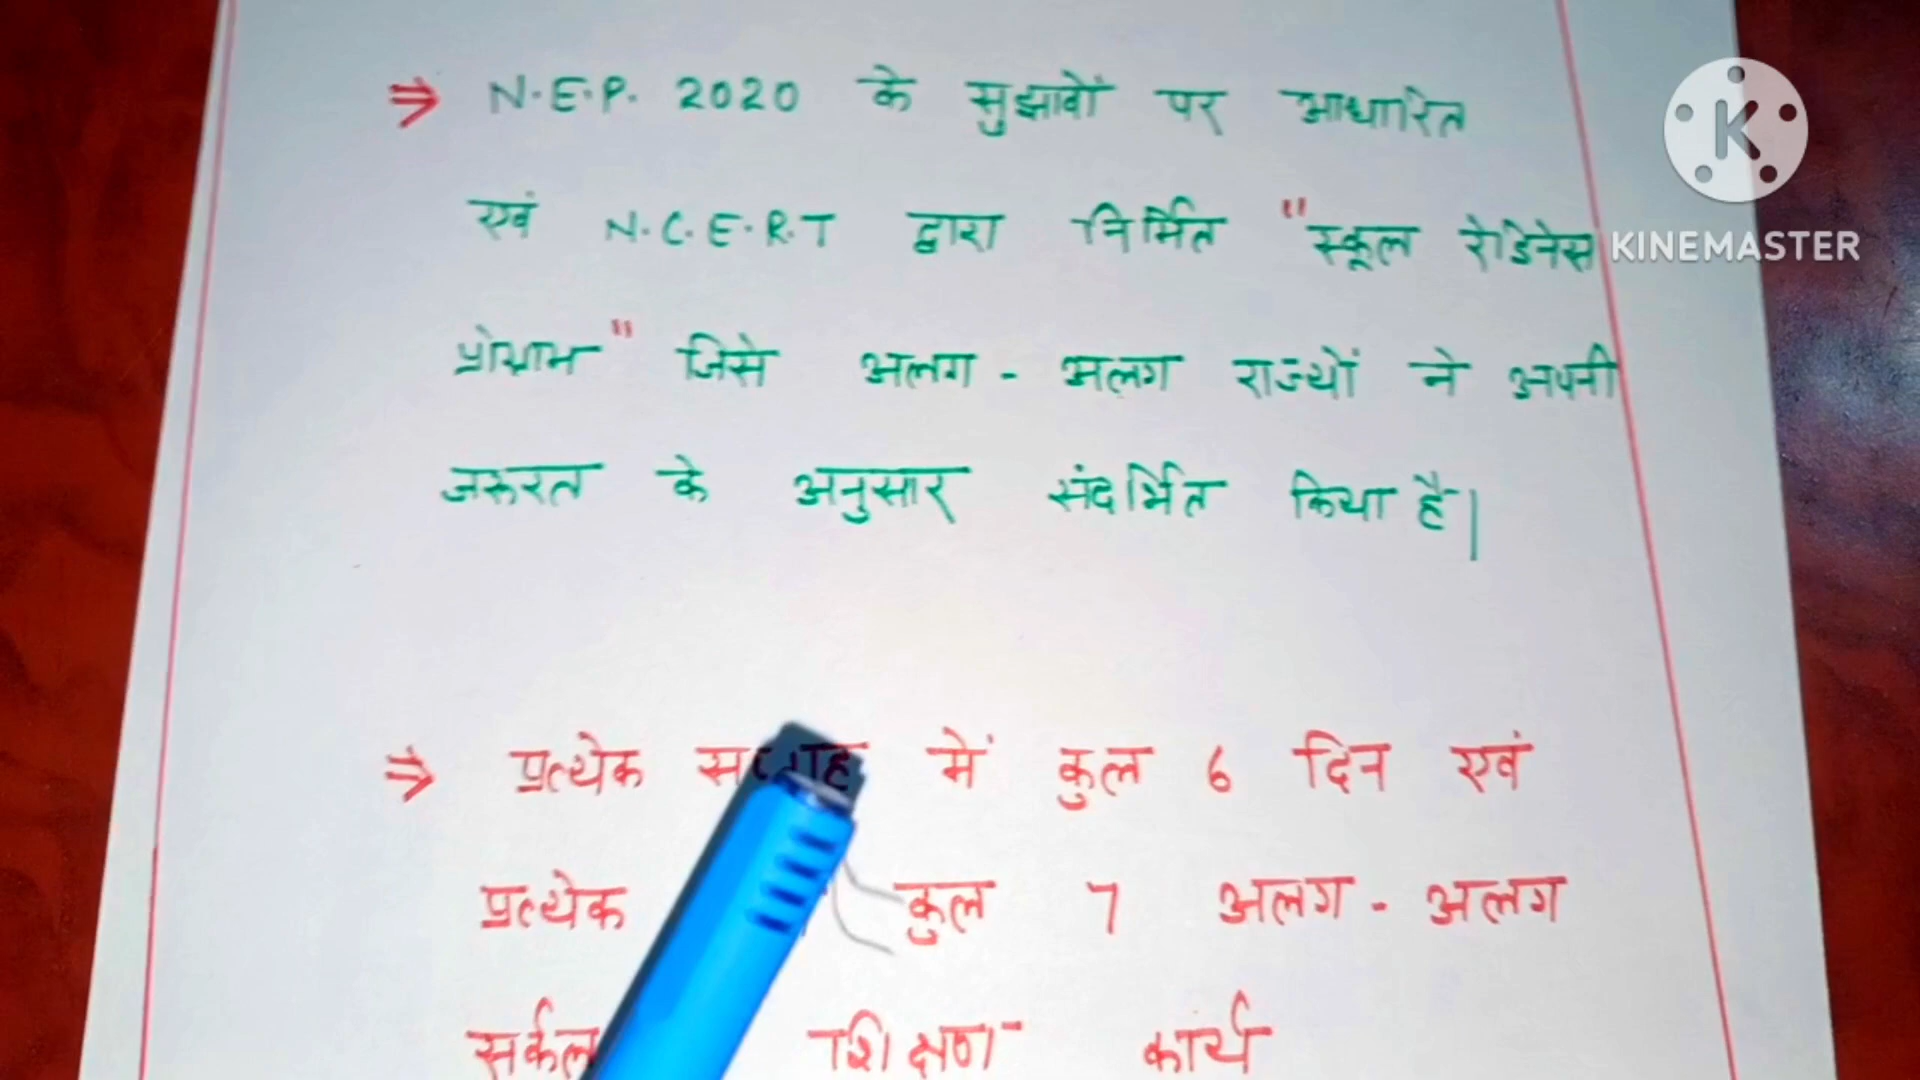 ⇒ N.E.P. 2020 के सुझावों पर आधारित
एवं N.C.E.R.T द्वारा निर्मित "स्कूल रेडिनेस
प्रोग्राम" जिसे अलग - अलग राज्यों ने अपनी
जरूरत के अनुसार संदर्भित किया है|
⇒ प्रत्येक सप्ताह में कुल 6 दिन एवं
प्रत्येक कुल 7 अलग - अलग
सर्कल शिक्षण कार्य
KINEMASTER